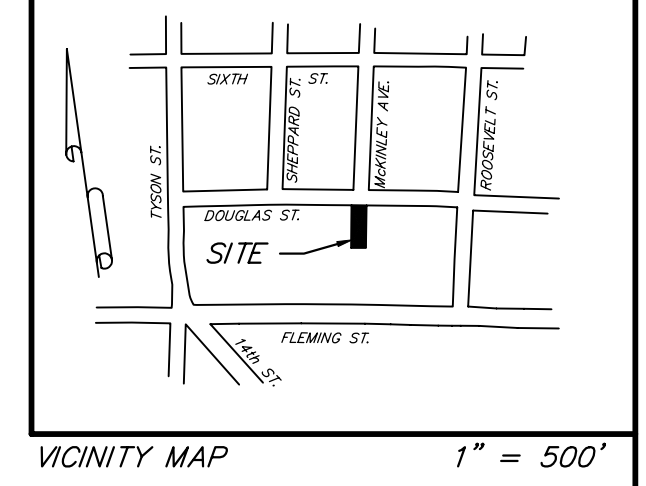 SIXTH ST.
SHEPPARD ST.
McKINLEY AVE.
ROOSEVELT ST.
TYSON ST.
DOUGLAS ST.
SITE
FLEMING ST.
14th ST.
VICINITY MAP 1" = 500'